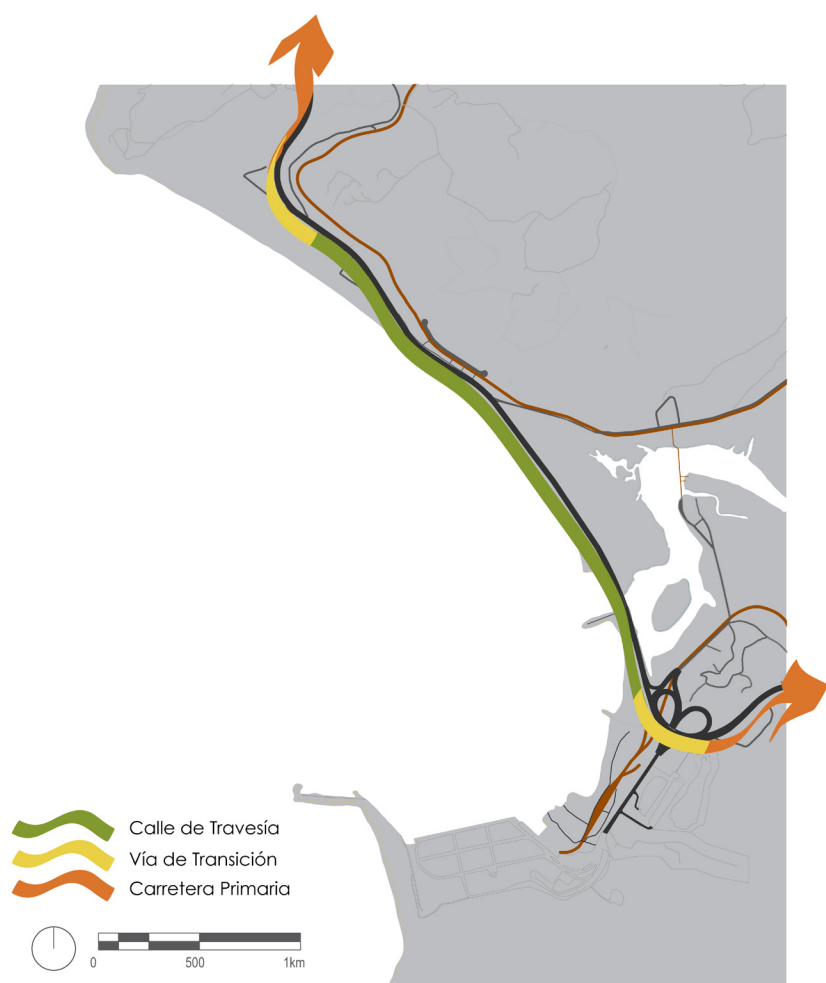 Calle de Travesía
Vía de Transición
Carretera Primaria
0 500 1km